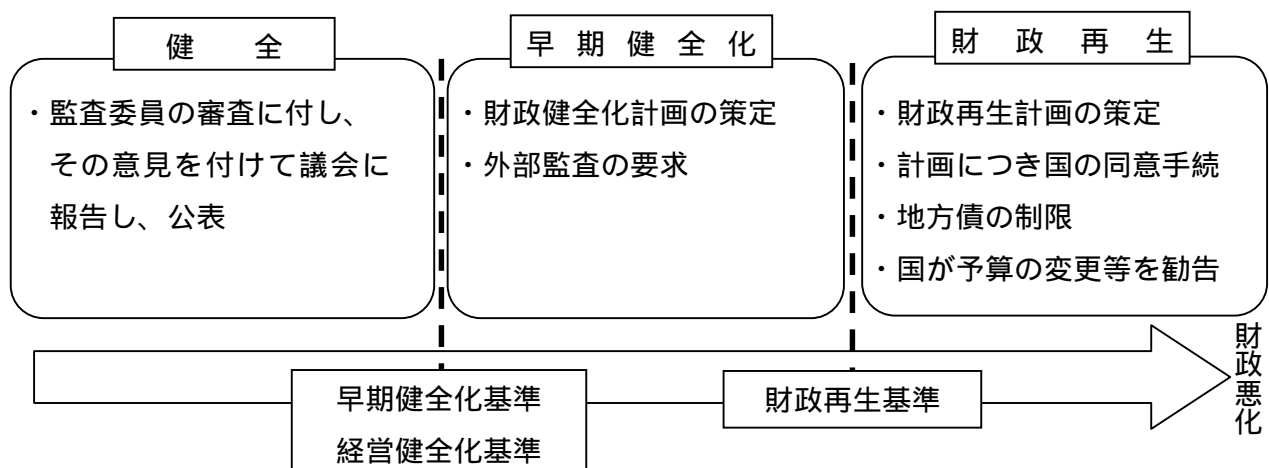 健全
・監査委員の審査に付し、
その意見を付けて議会に
報告し、公表
早期健全化
・財政健全化計画の策定
・外部監査の要求
財政再生
・財政再生計画の策定
・計画につき国の同意手続
・地方債の制限
・国が予算の変更等を勧告
早期健全化基準
経営健全化基準
財政再生基準
財政悪化